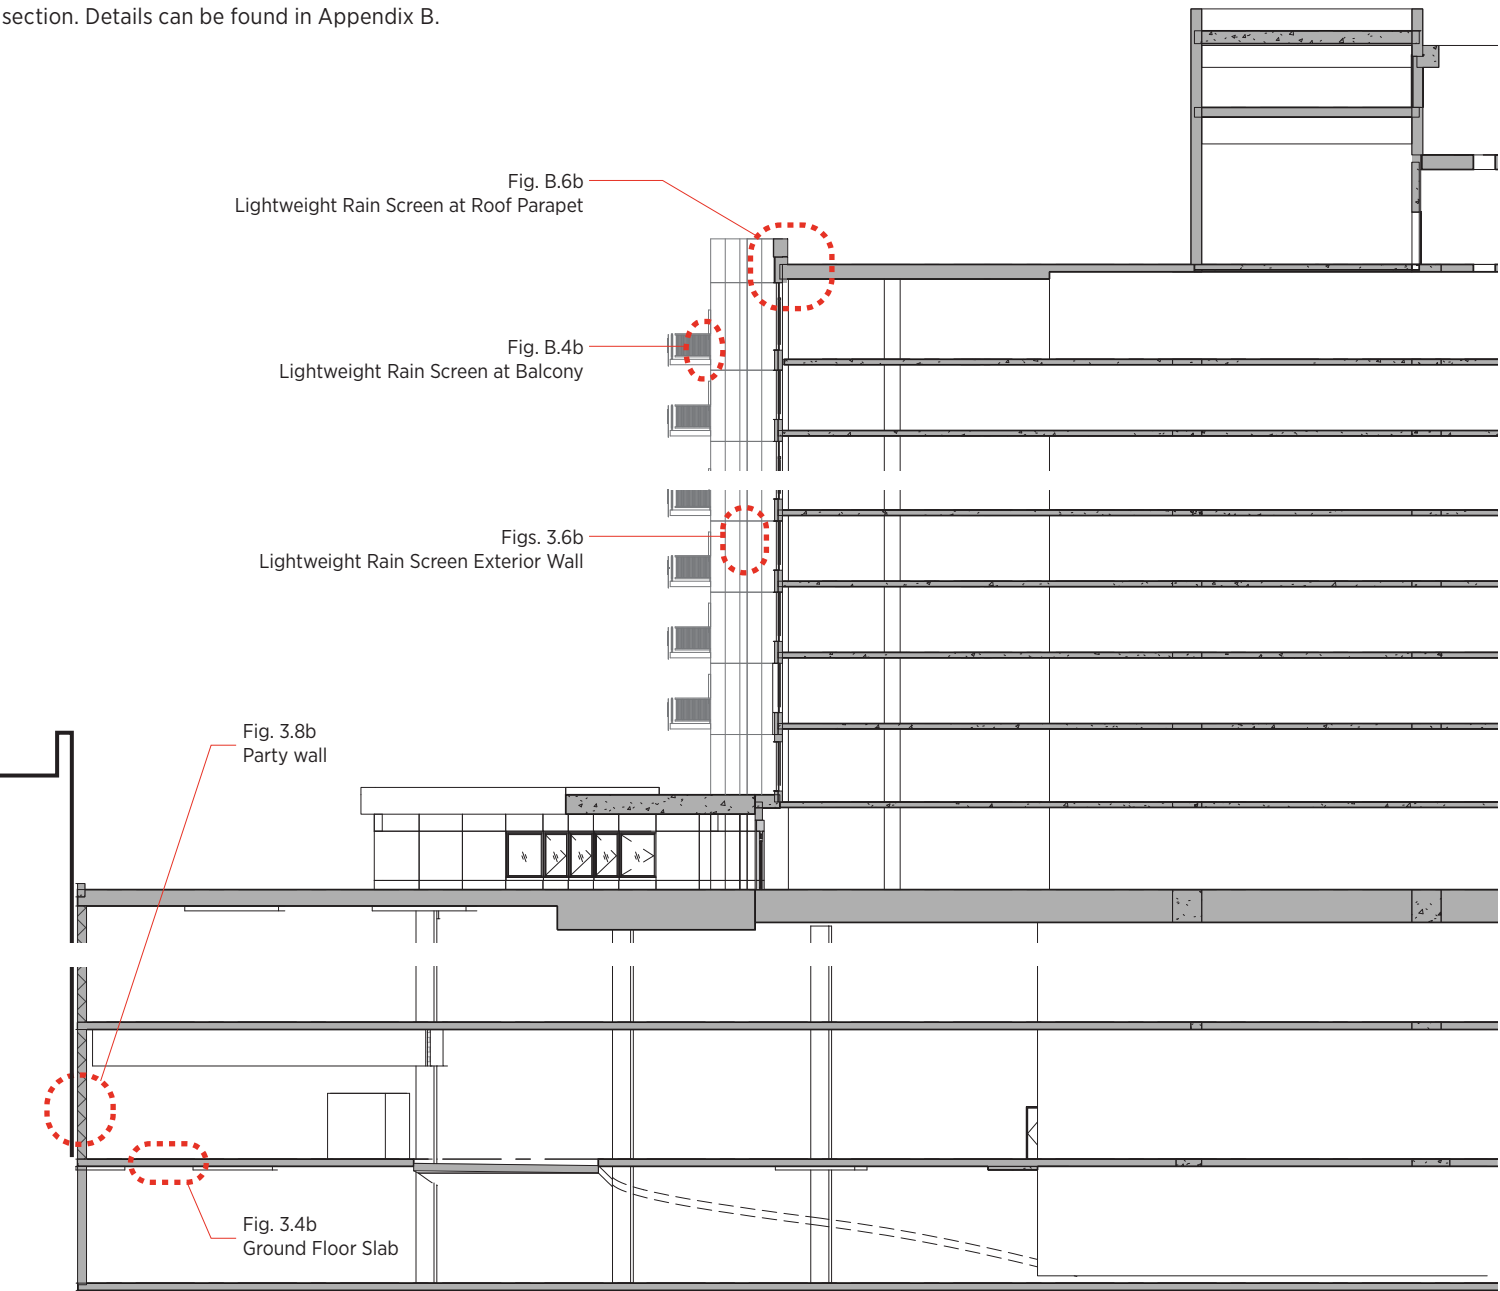 section. Details can be found in Appendix B.
Fig. B.6b
Lightweight Rain Screen at Roof Parapet
Fig. B.4b
Lightweight Rain Screen at Balcony
Figs. 3.6b
Lightweight Rain Screen Exterior Wall
Fig. 3.8b
Party wall
Fig. 3.4b
Ground Floor Slab